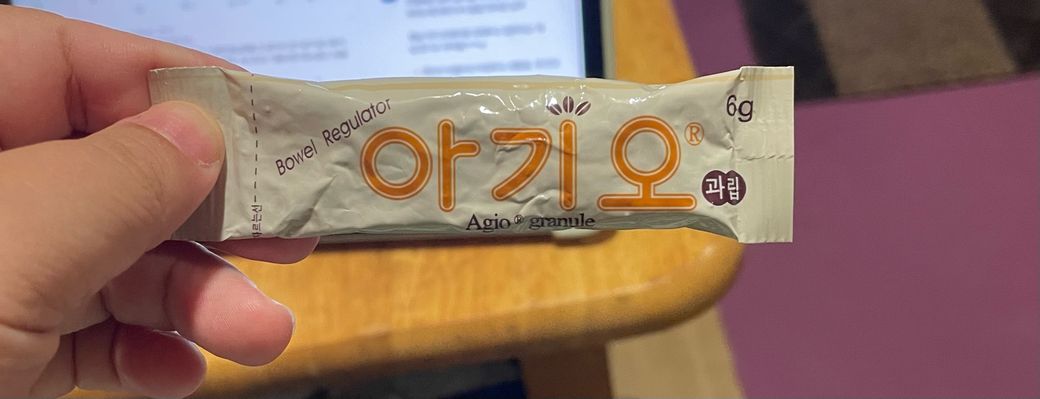 Bowel Regulator
아기오®
6g
과립
Agio® granule